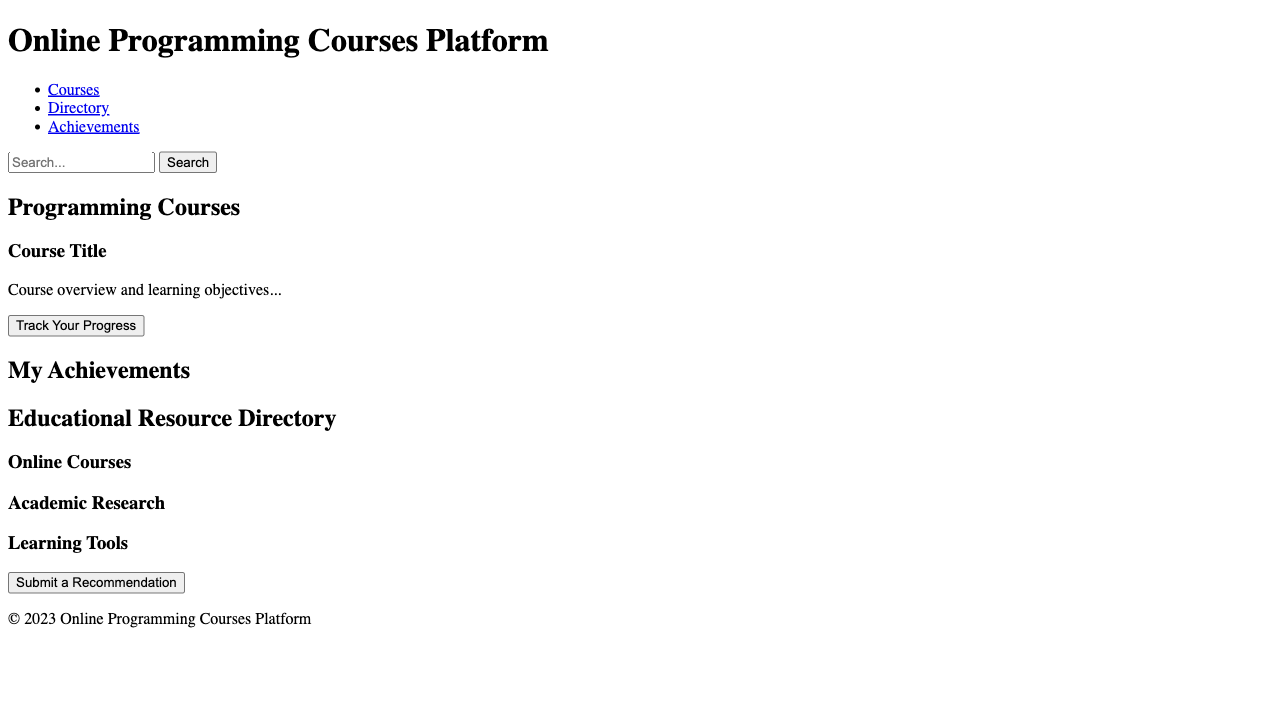 Online Programming Courses Platform
Courses
Directory
Achievements
Search... Search
Programming Courses
Course Title
Course overview and learning objectives...
Track Your Progress
My Achievements
Educational Resource Directory
Online Courses
Academic Research
Learning Tools
Submit a Recommendation
© 2023 Online Programming Courses Platform